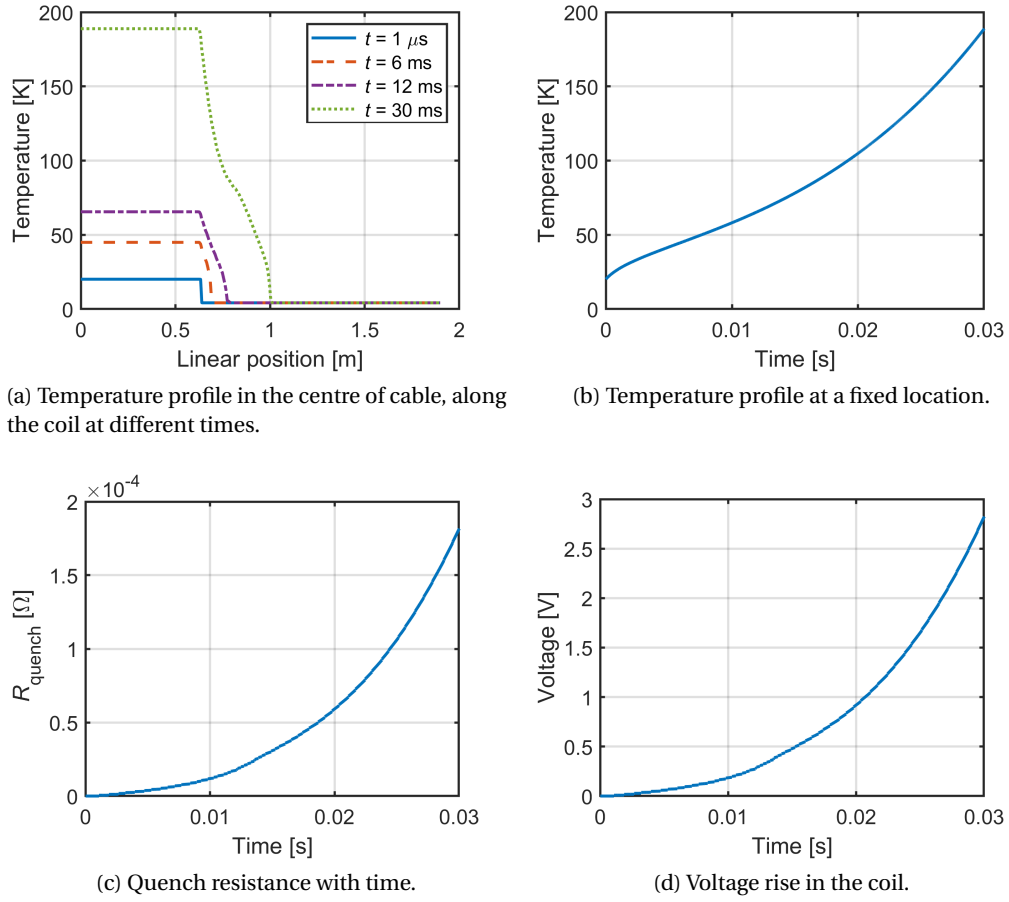 200
150
100
50
0
Temperature [K]
0
0.5
1
1.5
2
Linear position [m]
t = 1 μs
t = 6 ms
t = 12 ms
t = 30 ms
(a) Temperature profile in the centre of cable, along
the coil at different times.
200
150
100
50
0
Temperature [K]
0
0.01
0.02
0.03
Time [s]
(b) Temperature profile at a fixed location.
×10⁻⁴
2
1.5
1
0.5
0
R_quench [Ω]
0
0.01
0.02
0.03
Time [s]
(c) Quench resistance with time.
3
2.5
2
1.5
1
0.5
0
Voltage [V]
0
0.01
0.02
0.03
Time [s]
(d) Voltage rise in the coil.